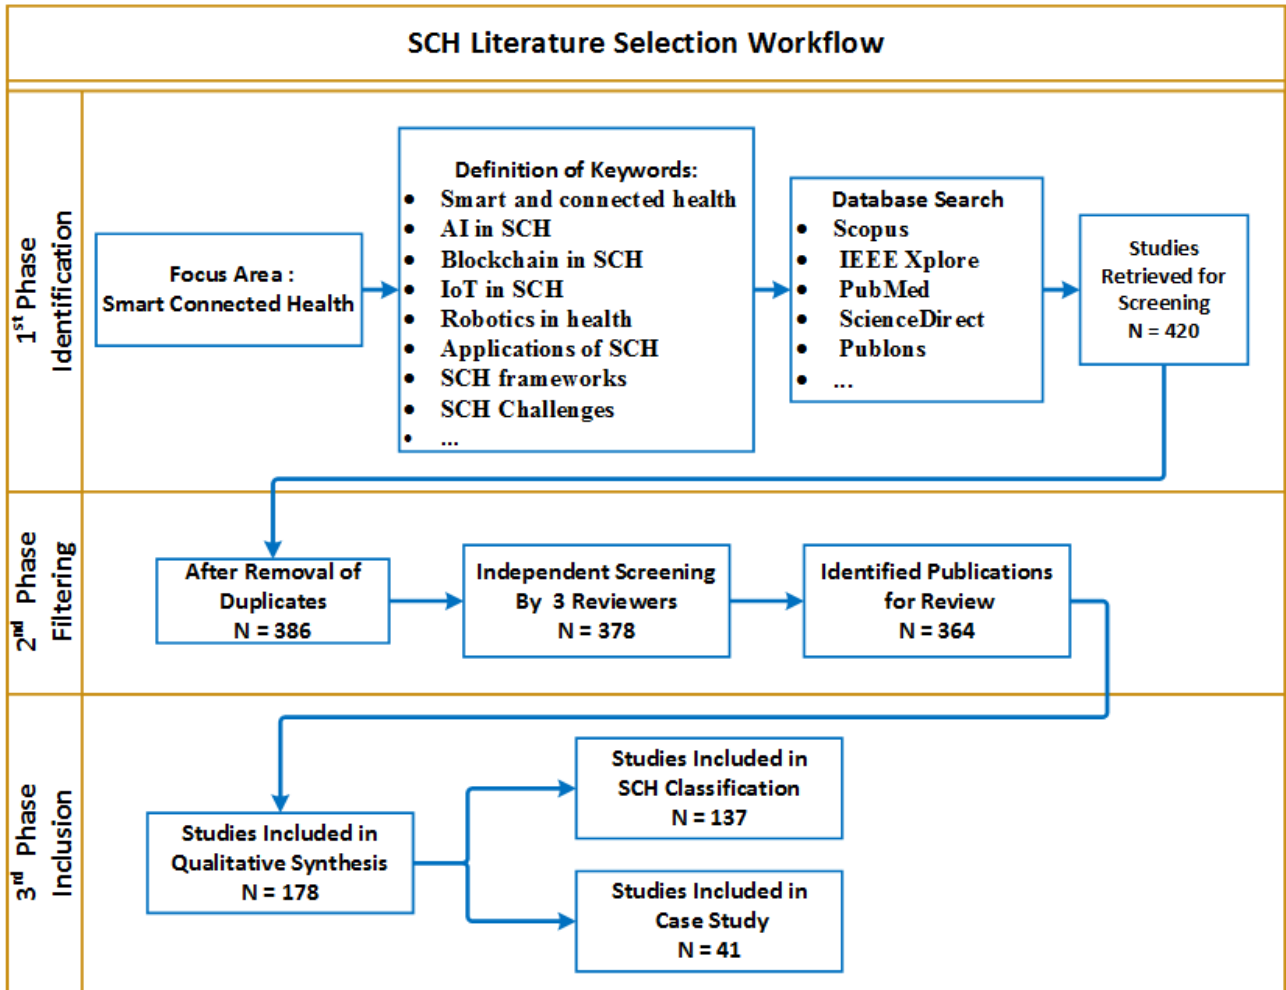 SCH Literature Selection Workflow
1st Phase
Identification
Focus Area :
Smart Connected Health
Definition of Keywords:
• Smart and connected health
• AI in SCH
• Blockchain in SCH
• IoT in SCH
• Robotics in health
• Applications of SCH
• SCH frameworks
• SCH Challenges
• ...
Database Search
• Scopus
• IEEE Xplore
• PubMed
• ScienceDirect
• Publons
• ...
Studies
Retrieved for
Screening
N = 420
2nd Phase
Filtering
After Removal of
Duplicates
N = 386
Independent Screening
By 3 Reviewers
N = 378
Identified Publications
for Review
N = 364
3rd Phase
Inclusion
Studies Included in
Qualitative Synthesis
N = 178
Studies Included in
SCH Classification
N = 137
Studies Included in
Case Study
N = 41